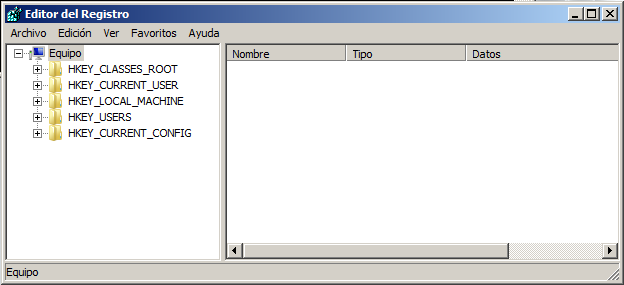 Editor del Registro
Archivo Edición Ver Favoritos Ayuda
Equipo
HKEY_CLASSES_ROOT
HKEY_CURRENT_USER
HKEY_LOCAL_MACHINE
HKEY_USERS
HKEY_CURRENT_CONFIG
Nombre Tipo Datos
Equipo